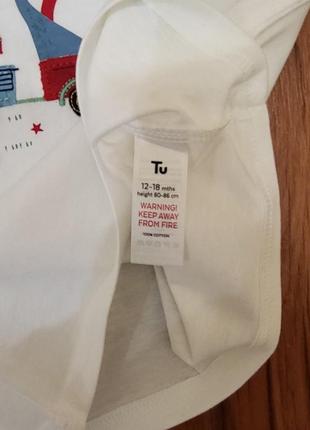 Tu
12-18 mths
height 80-86 cm
WARNING!
KEEP AWAY
FROM FIRE
100% COTTON